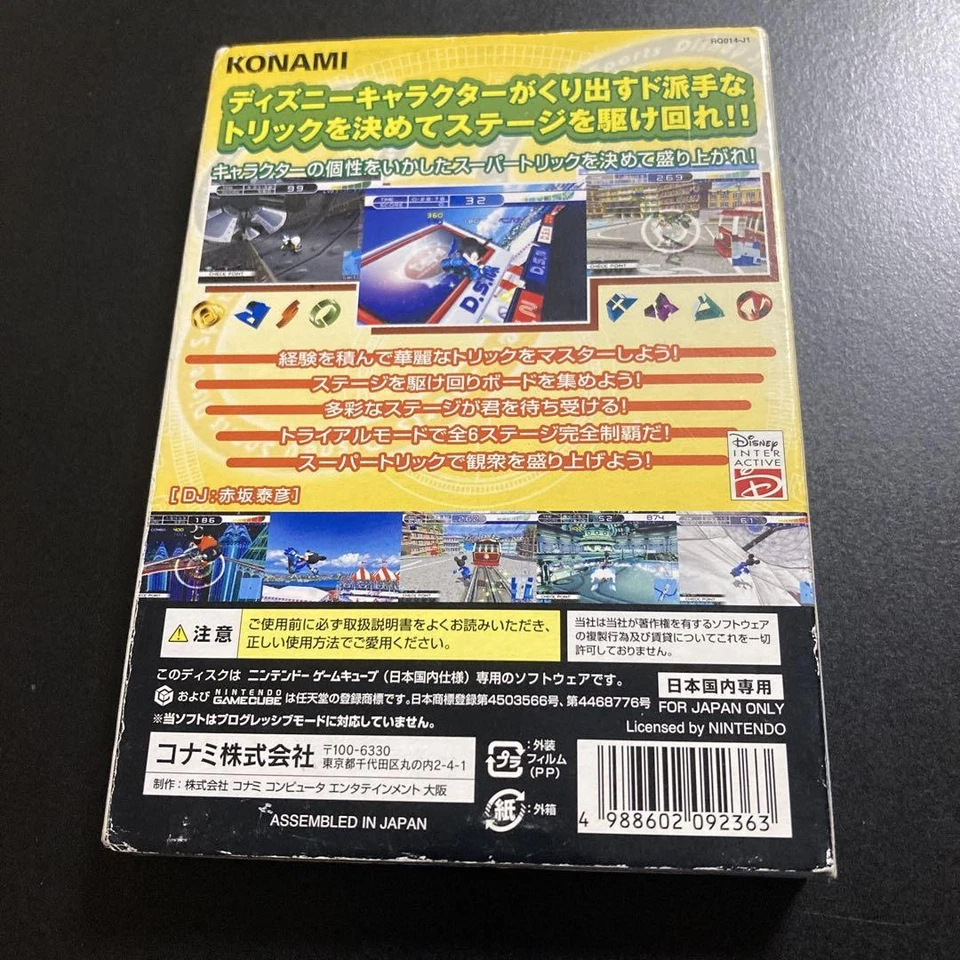 RQ014-J1
KONAMI
ディズニーキャラクターがくり出すド派手な
トリックを決めてステージを駆け回れ!!
キャラクターの個性をいかしたスーパートリックを決めて盛り上がれ!
99
TIME
SCORE
32
360
269
D.S.M
D.S.N
CHECK POINT
CHECK POINT
経験を積んで華麗なトリックをマスターしよう!
ステージを駆け回りボードを集めよう!
多彩なステージが君を待ち受ける!
トライアルモードで全6ステージ完全制覇だ!
スーパートリックで観衆を盛り上げよう!
DISNEY
INTER
ACTIVE
[DJ:赤坂泰彦]
186
52
874
61
注意
ご使用前に必ず取扱説明書をよくお読みいただき、
正しい使用方法でご愛用ください。
当社は当社が著作権を有するソフトウェア
の複製行為及び賃貸についてこれを一切
許可しておりません。
このディスクは ニンテンドー ゲームキューブ(日本国内仕様)専用のソフトウェアです。
および NINTENDO GAMECUBE は任天堂の登録商標です。日本商標登録第4503566号、第4468776号
※当ソフトはプログレッシブモードに対応していません。
日本国内専用
FOR JAPAN ONLY
Licensed by NINTENDO
コナミ株式会社
〒100-6330
東京都千代田区丸の内2-4-1
制作:株式会社 コナミ コンピュータ エンタテインメント 大阪
プラ
:外装
フィルム
(PP)
紙
:外箱
ASSEMBLED IN JAPAN
4 988602 092363